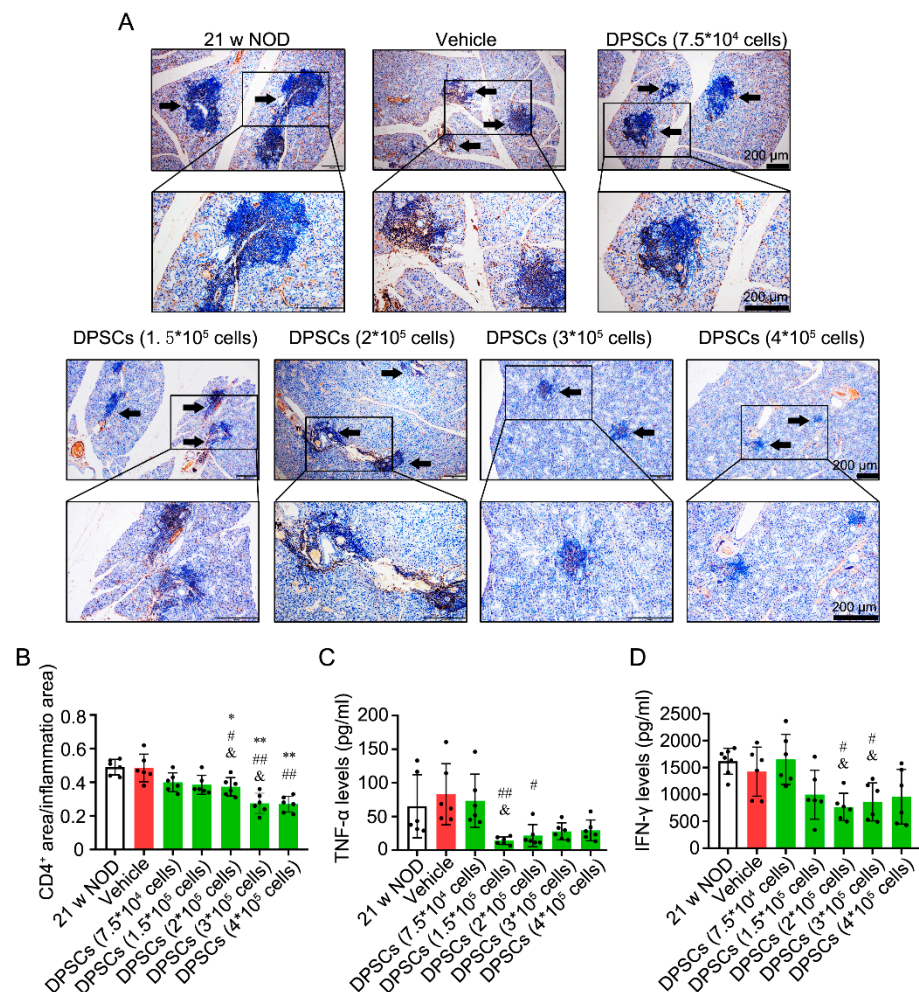 A
21 w NOD
Vehicle
DPSCs (7.5*10⁴ cells)
200 µm
200 µm
DPSCs (1. 5*10⁵ cells)
DPSCs (2*10⁵ cells)
DPSCs (3*10⁵ cells)
DPSCs (4*10⁵ cells)
200 µm
200 µm
B
CD4⁺ area/inflammatio area)
0.8
0.6
0.4
0.2
0
*
#
&
**
##
&
**
##
21 w NOD
Vehicle
DPSCs (7.5*10⁴ cells)
DPSCs (1.5*10⁵ cells)
DPSCs (2*10⁵ cells)
DPSCs (3*10⁵ cells)
DPSCs (4*10⁵ cells)
C
TNF-α levels (pg/ml)
200
150
100
50
0
##
&
#
21 w NOD
Vehicle
DPSCs (7.5*10⁴ cells)
DPSCs (1.5*10⁵ cells)
DPSCs (2*10⁵ cells)
DPSCs (3*10⁵ cells)
DPSCs (4*10⁵ cells)
D
IFN-γ levels (pg/ml)
2500
2000
1500
1000
500
0
#
&
#
&
21 w NOD
Vehicle
DPSCs (7.5*10⁴ cells)
DPSCs (1.5*10⁵ cells)
DPSCs (2*10⁵ cells)
DPSCs (3*10⁵ cells)
DPSCs (4*10⁵ cells)